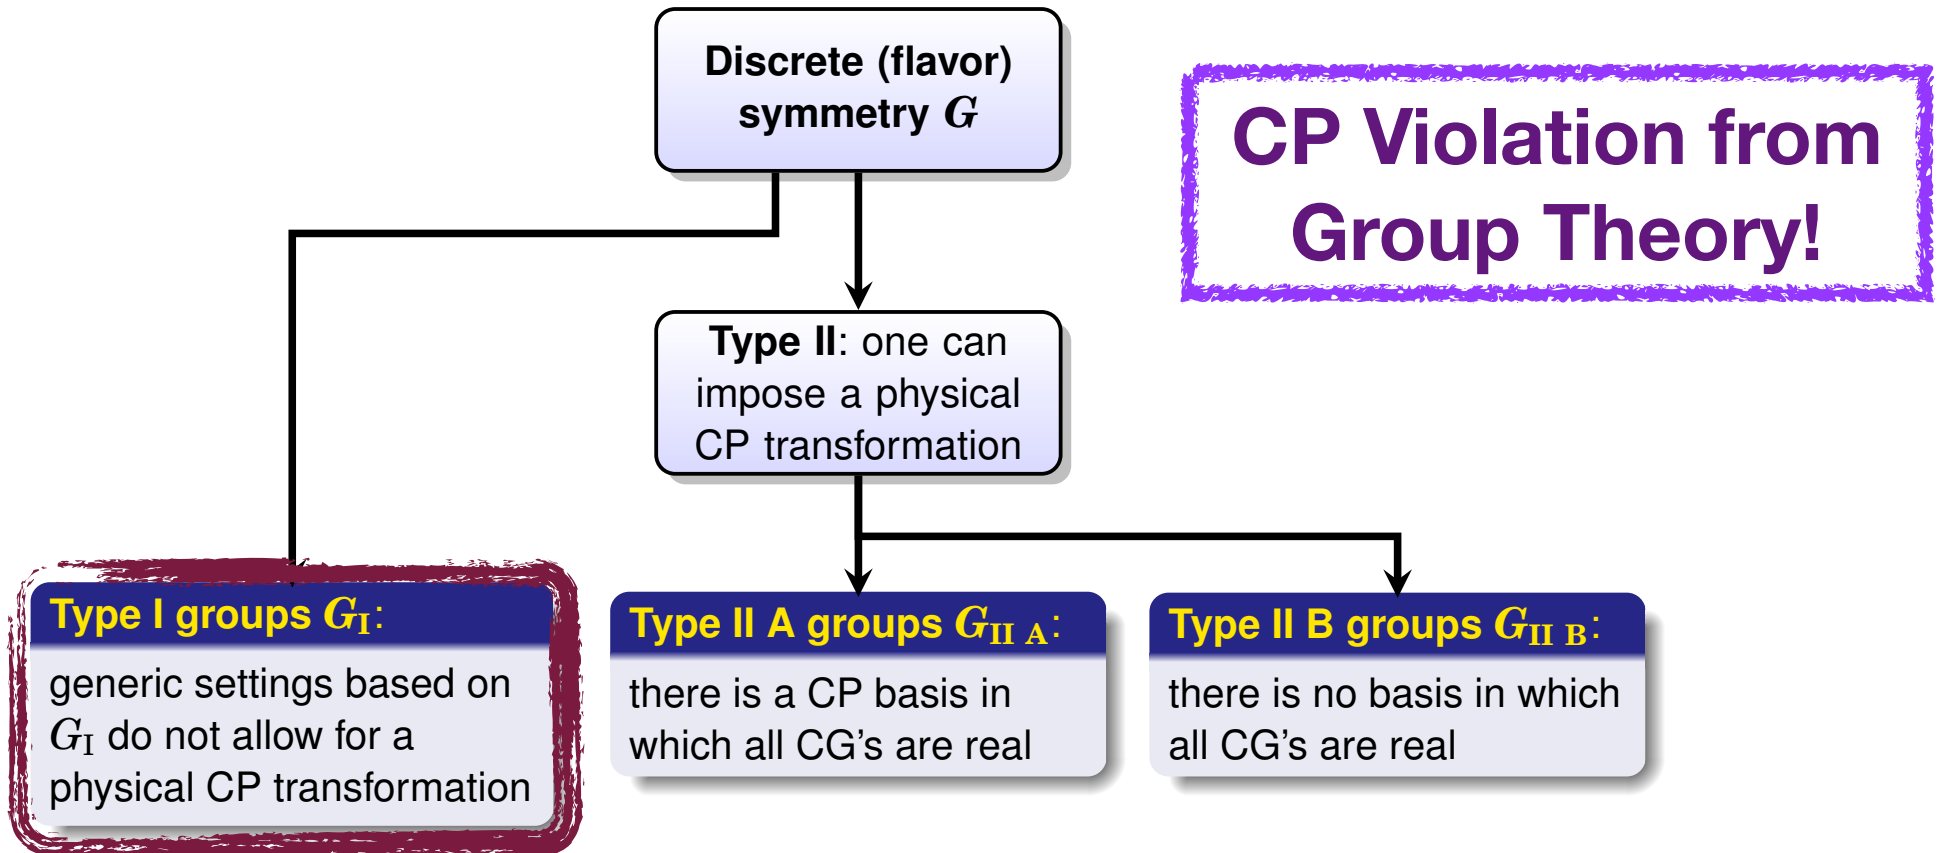 Discrete (flavor)
symmetry G
CP Violation from
Group Theory!
Type II: one can
impose a physical
CP transformation
Type I groups G_I:
generic settings based on
G_I do not allow for a
physical CP transformation
Type II A groups G_II A:
there is a CP basis in
which all CG's are real
Type II B groups G_II B:
there is no basis in which
all CG's are real